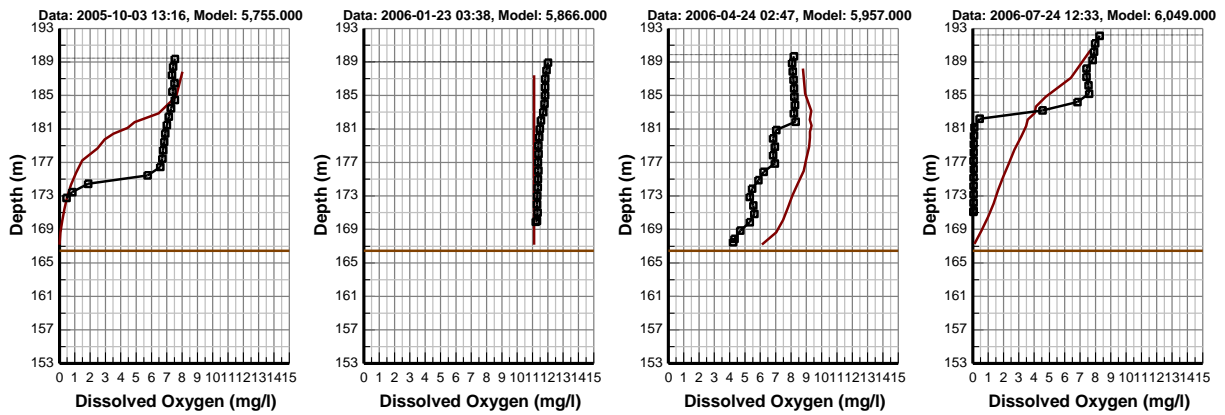 Data: 2005-10-03 13:16, Model: 5,755.000
193
189
185
181
177
173
169
165
161
157
153
Depth (m)
0 1 2 3 4 5 6 7 8 9 10 11 12 13 14 15
Dissolved Oxygen (mg/l)
Data: 2006-01-23 03:38, Model: 5,866.000
193
189
185
181
177
173
169
165
161
157
153
Depth (m)
0 1 2 3 4 5 6 7 8 9 10 11 12 13 14 15
Dissolved Oxygen (mg/l)
Data: 2006-04-24 02:47, Model: 5,957.000
193
189
185
181
177
173
169
165
161
157
153
Depth (m)
0 1 2 3 4 5 6 7 8 9 10 11 12 13 14 15
Dissolved Oxygen (mg/l)
Data: 2006-07-24 12:33, Model: 6,049.000
193
189
185
181
177
173
169
165
161
157
153
Depth (m)
0 1 2 3 4 5 6 7 8 9 10 11 12 13 14 15
Dissolved Oxygen (mg/l)